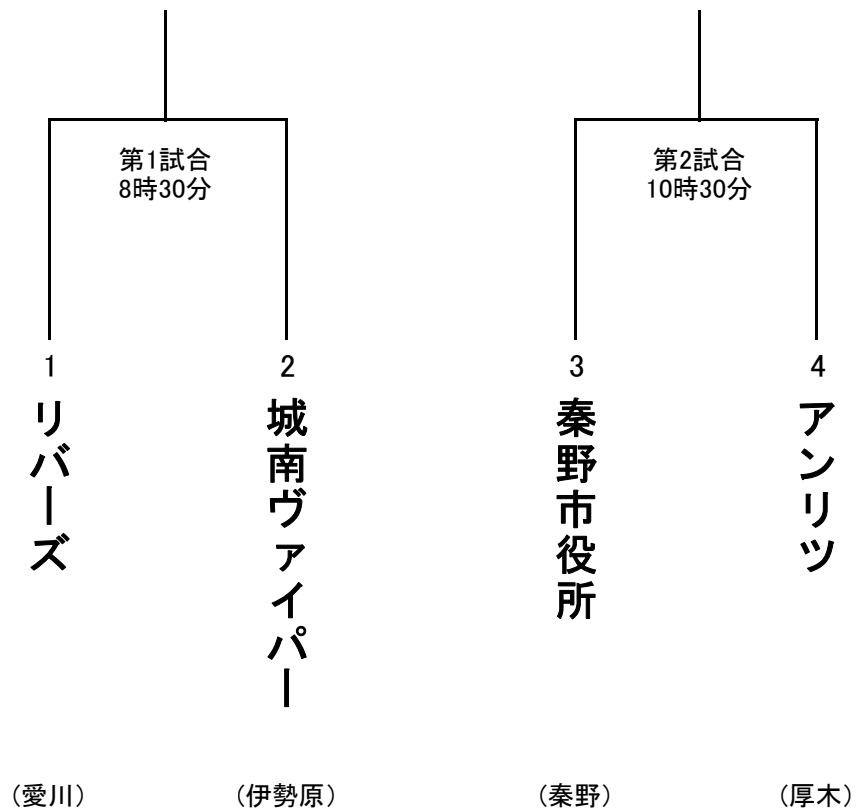 第1試合
8時30分
第2試合
10時30分
1
2
3
4
リバーズ
城南ヴァイパー
秦野市役所
アンリツ
（愛川）
（伊勢原）
（秦野）
（厚木）